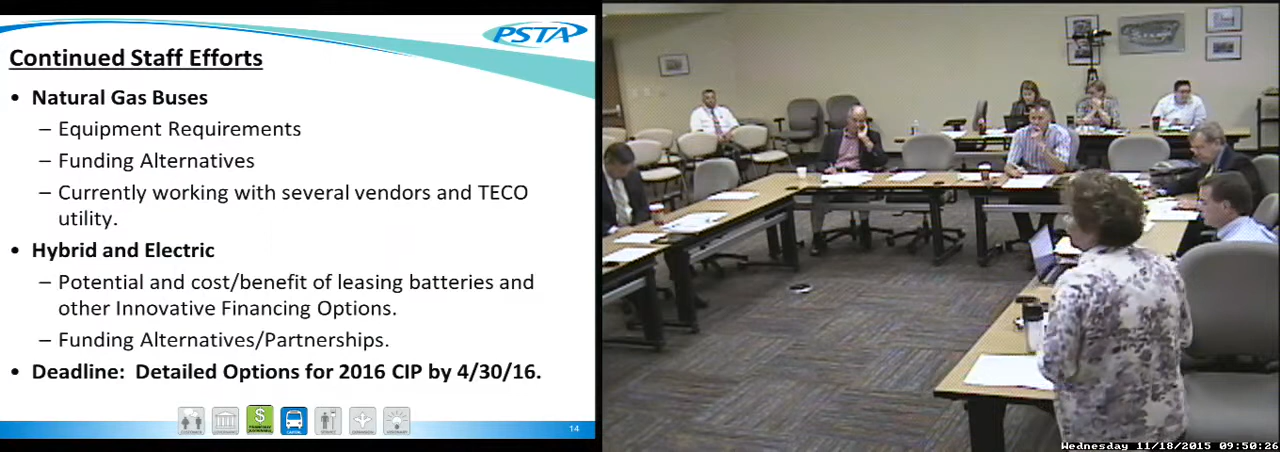 PSTA
Continued Staff Efforts
• Natural Gas Buses
– Equipment Requirements
– Funding Alternatives
– Currently working with several vendors and TECO
utility.
• Hybrid and Electric
– Potential and cost/benefit of leasing batteries and
other Innovative Financing Options.
– Funding Alternatives/Partnerships.
• Deadline: Detailed Options for 2016 CIP by 4/30/16.
$
14
Wednesday 11/18/2015 09:50:26